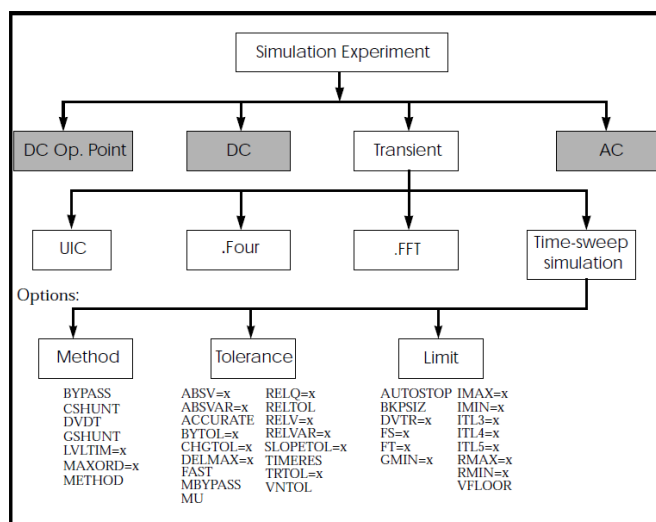 Simulation Experiment
DC Op. Point
DC
Transient
AC
UIC
.Four
.FFT
Time-sweep
simulation
Options:
Method
Tolerance
Limit
BYPASS
CSHUNT
DVDT
GSHUNT
LVLTIM=x
MAXORD=x
METHOD
ABSV=x
ABSVAR=x
ACCURATE
BYTOL=x
CHGTOL=x
DELMAX=x
FAST
MBYPASS
MU
RELQ=x
RELTOL
RELV=x
RELVAR=x
SLOPETOL=x
TIMERES
TRTOL=x
VNTOL
AUTOSTOP
BKPSIZ
DVTR=x
FS=x
FT=x
GMIN=x
IMAX=x
IMIN=x
ITL3=x
ITL4=x
ITL5=x
RMAX=x
RMIN=x
VFLOOR